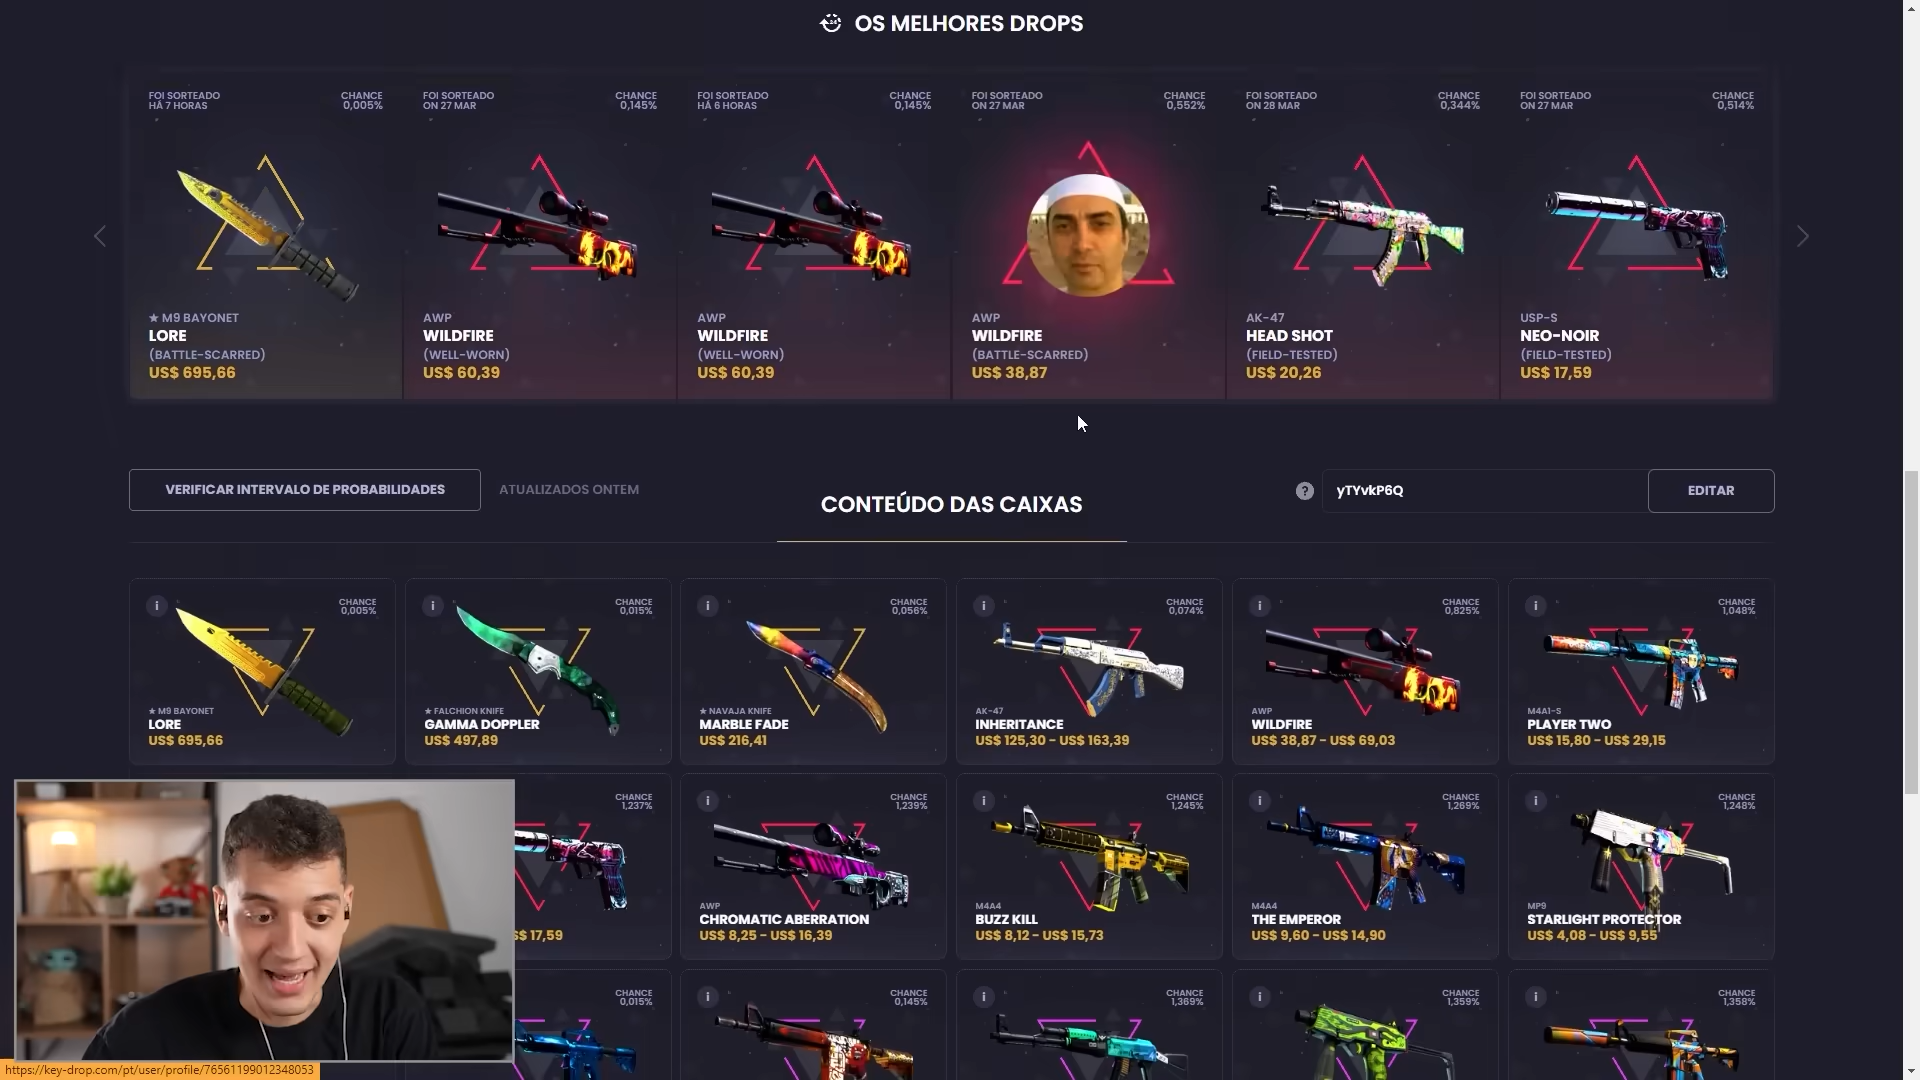 OS MELHORES DROPS
FOI SORTEADO
HÁ 7 HORAS
CHANCE
0,005%
★ M9 BAYONET
LORE
(BATTLE-SCARRED)
US$ 695,66
FOI SORTEADO
ON 27 MAR
CHANCE
0,145%
AWP
WILDFIRE
(WELL-WORN)
US$ 60,39
FOI SORTEADO
HÁ 6 HORAS
CHANCE
0,145%
AWP
WILDFIRE
(WELL-WORN)
US$ 60,39
FOI SORTEADO
ON 27 MAR
CHANCE
0,552%
AWP
WILDFIRE
(BATTLE-SCARRED)
US$ 38,87
FOI SORTEADO
ON 28 MAR
CHANCE
0,344%
AK-47
HEAD SHOT
(FIELD-TESTED)
US$ 20,26
FOI SORTEADO
ON 27 MAR
CHANCE
0,514%
USP-S
NEO-NOIR
(FIELD-TESTED)
US$ 17,59
VERIFICAR INTERVALO DE PROBABILIDADES
ATUALIZADOS ONTEM
CONTEÚDO DAS CAIXAS
?
yTYvkP6Q
EDITAR
i
CHANCE
0,005%
★ M9 BAYONET
LORE
US$ 695,66
i
CHANCE
0,015%
★ FALCHION KNIFE
GAMMA DOPPLER
US$ 497,89
i
CHANCE
0,056%
★ NAVAJA KNIFE
MARBLE FADE
US$ 216,41
i
CHANCE
0,074%
AK-47
INHERITANCE
US$ 125,30 - US$ 163,39
i
CHANCE
0,825%
AWP
WILDFIRE
US$ 38,87 - US$ 69,03
i
CHANCE
1,048%
M4A1-S
PLAYER TWO
US$ 15,80 - US$ 29,15
CHANCE
1,237%
$ 17,59
i
CHANCE
1,239%
AWP
CHROMATIC ABERRATION
US$ 8,25 - US$ 16,39
i
CHANCE
1,245%
M4A4
BUZZ KILL
US$ 8,12 - US$ 15,73
i
CHANCE
1,269%
M4A4
THE EMPEROR
US$ 9,60 - US$ 14,90
i
CHANCE
1,248%
MP9
STARLIGHT PROTECTOR
US$ 4,08 - US$ 9,55
CHANCE
0,015%
i
CHANCE
0,145%
i
CHANCE
1,369%
i
CHANCE
1,359%
i
CHANCE
1,358%
https://key-drop.com/pt/user/profile/76561199012348053